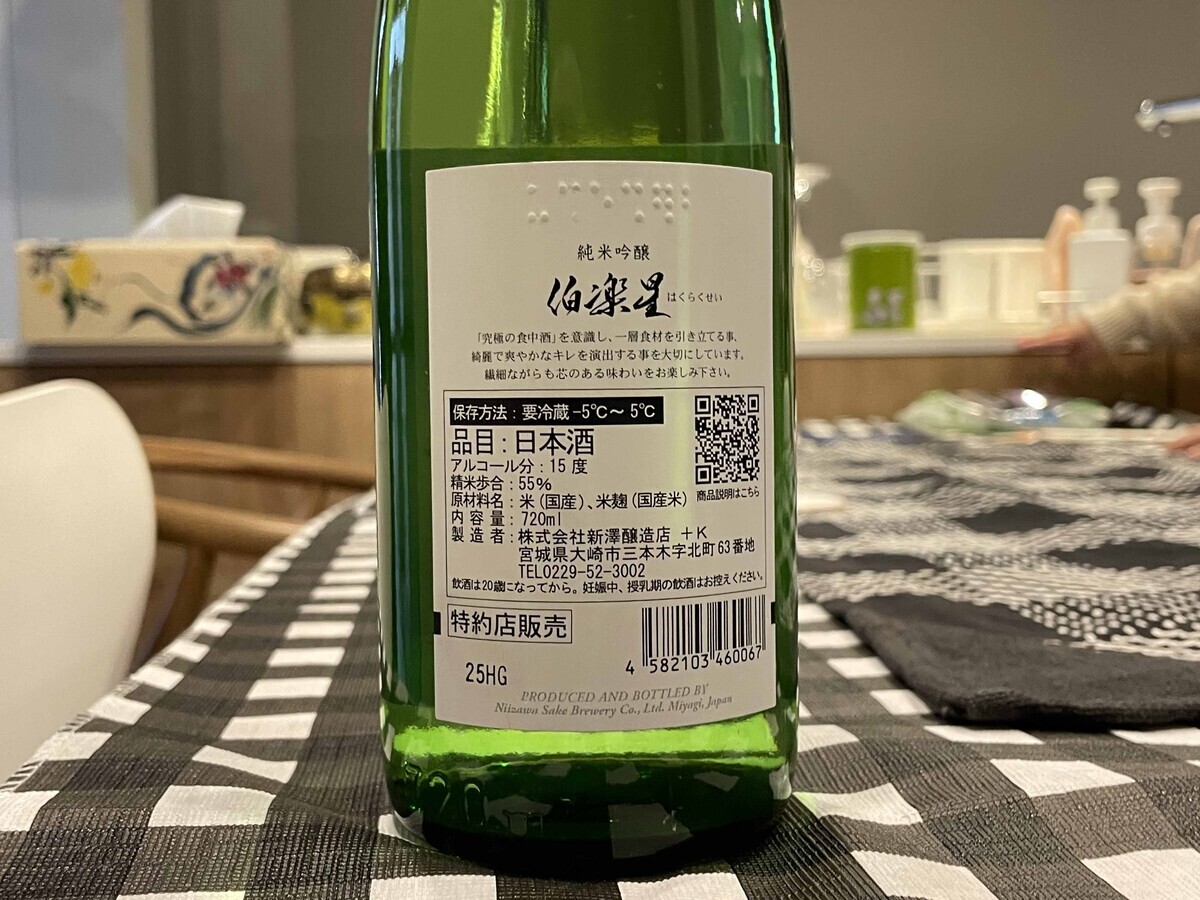 純米吟醸
伯楽星 はくらくせい
「究極の食中酒」を意識し、一層食材を引き立てる事、
綺麗で爽やかなキレを演出する事を大切にしています。
繊細ながらも芯のある味わいをお楽しみ下さい。
保存方法：要冷蔵 -5℃～ 5℃
品目：日本酒
アルコール分：15 度
精米歩合：55％
原材料名：米（国産）、米麹（国産米）
商品説明はこちら
内容量：720ml
製造者：株式会社新澤醸造店 ＋K
宮城県大崎市三本木字北町63番地
TEL0229-52-3002
飲酒は20歳になってから。妊娠中、授乳期の飲酒はお控えください。
特約店販売
4 582103 460067
25HG
PRODUCED AND BOTTLED BY
Niizawa Sake Brewery Co., Ltd. Miyagi, Japan